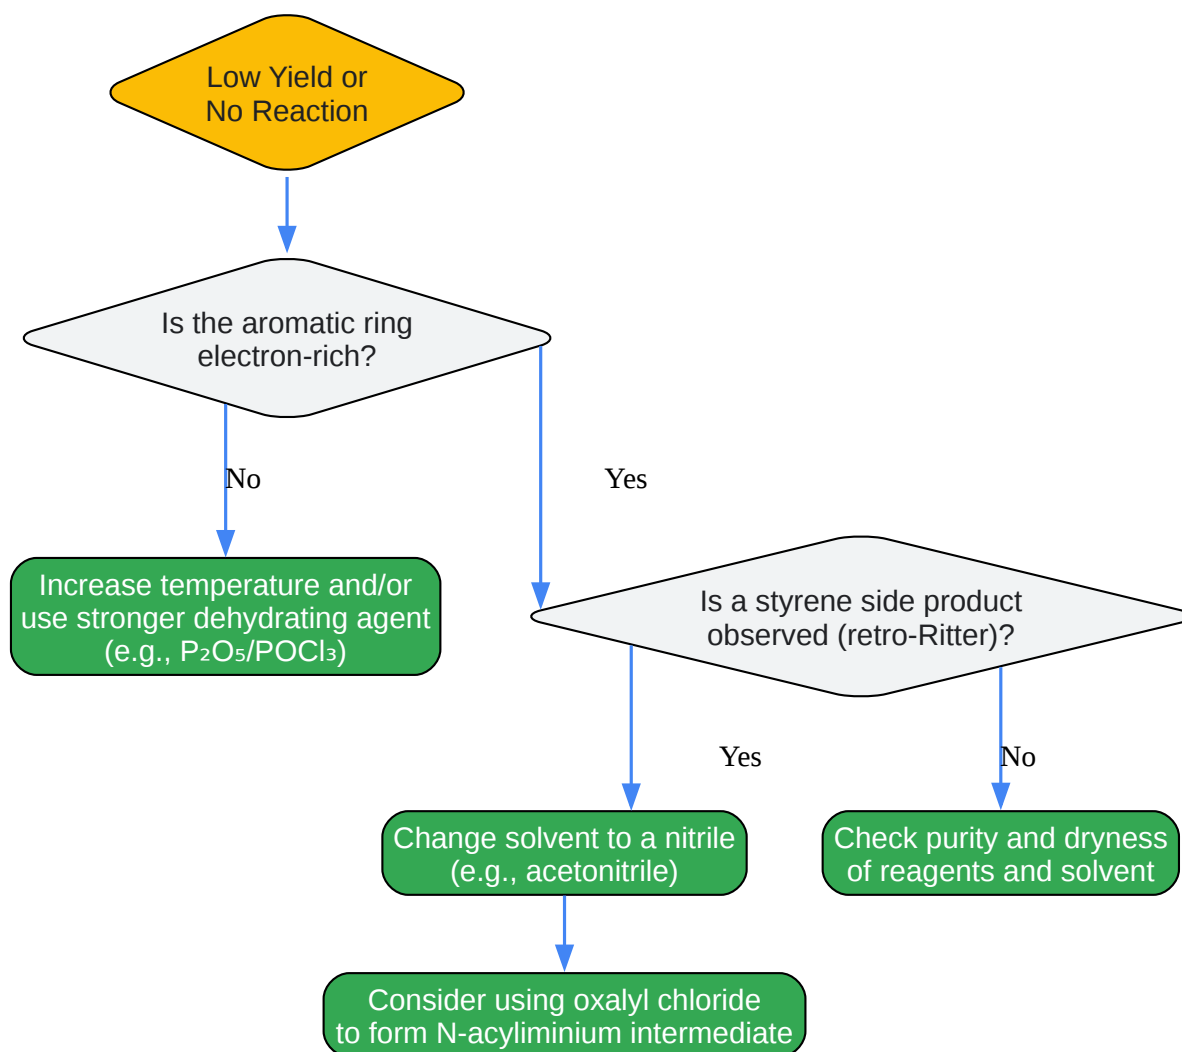 Low Yield or
No Reaction
Is the aromatic ring
electron-rich?
No
Yes
Increase temperature and/or
use stronger dehydrating agent
(e.g., P₂O₅/POCl₃)
Is a styrene side product
observed (retro-Ritter)?
Yes
No
Change solvent to a nitrile
(e.g., acetonitrile)
Check purity and dryness
of reagents and solvent
Consider using oxalyl chloride
to form N-acyliminium intermediate